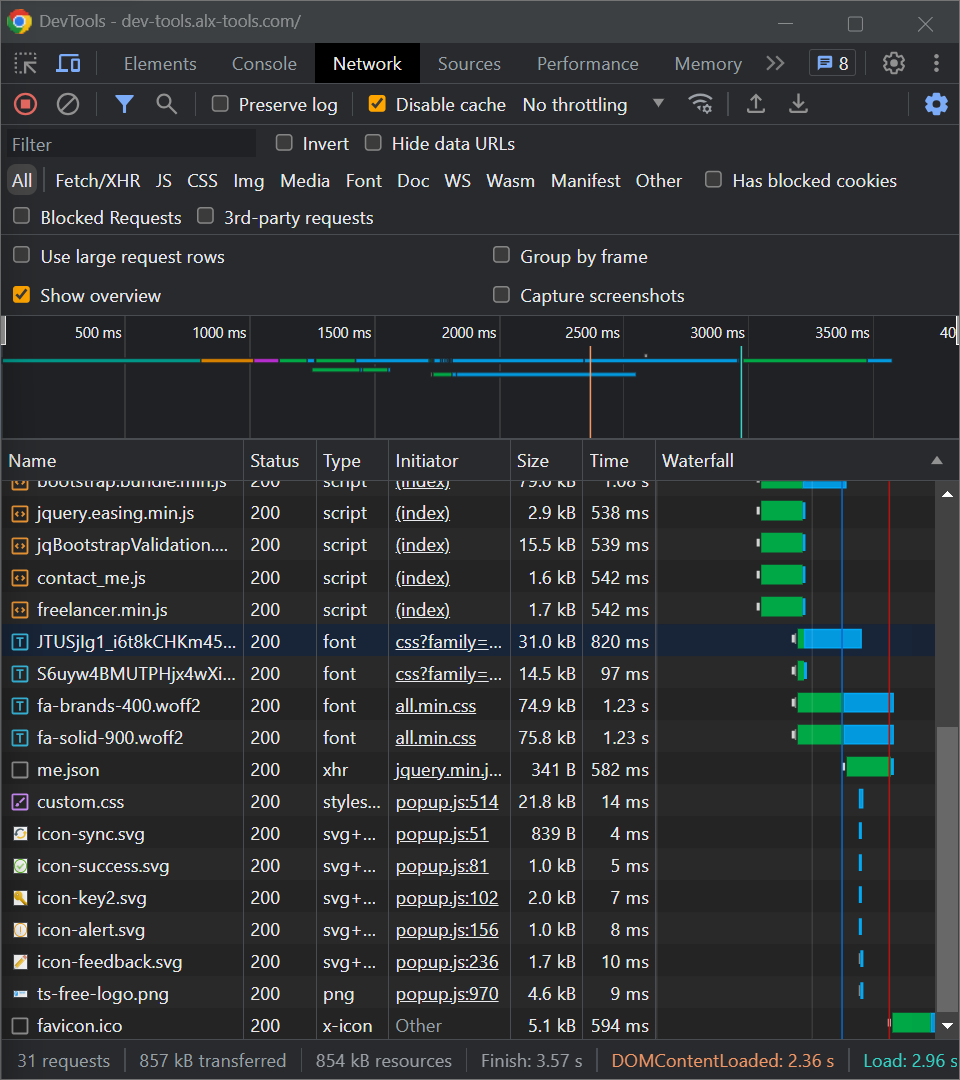 DevTools - dev-tools.alx-tools.com/
Elements Console Network Sources Performance Memory 8
Preserve log Disable cache No throttling
Filter Invert Hide data URLs
All Fetch/XHR JS CSS Img Media Font Doc WS Wasm Manifest Other Has blocked cookies
Blocked Requests 3rd-party requests
Use large request rows Group by frame
Show overview Capture screenshots
500 ms 1000 ms 1500 ms 2000 ms 2500 ms 3000 ms 3500 ms 40
Name Status Type Initiator Size Time Waterfall
bootstrap.bundle.min.js 200 script (index) 79.0 kB 1.08 s
jquery.easing.min.js 200 script (index) 2.9 kB 538 ms
jqBootstrapValidation.... 200 script (index) 15.5 kB 539 ms
contact_me.js 200 script (index) 1.6 kB 542 ms
freelancer.min.js 200 script (index) 1.7 kB 542 ms
JTUSjIg1_i6t8kCHKm45... 200 font css?family=... 31.0 kB 820 ms
S6uyw4BMUTPHjx4wXi... 200 font css?family=... 14.5 kB 97 ms
fa-brands-400.woff2 200 font all.min.css 74.9 kB 1.23 s
fa-solid-900.woff2 200 font all.min.css 75.8 kB 1.23 s
me.json 200 xhr jquery.min.j... 341 B 582 ms
custom.css 200 styles... popup.js:514 21.8 kB 14 ms
icon-sync.svg 200 svg+... popup.js:51 839 B 4 ms
icon-success.svg 200 svg+... popup.js:81 1.0 kB 5 ms
icon-key2.svg 200 svg+... popup.js:102 2.0 kB 7 ms
icon-alert.svg 200 svg+... popup.js:156 1.0 kB 8 ms
icon-feedback.svg 200 svg+... popup.js:236 1.7 kB 10 ms
ts-free-logo.png 200 png popup.js:970 4.6 kB 9 ms
favicon.ico 200 x-icon Other 5.1 kB 594 ms
31 requests 857 kB transferred 854 kB resources Finish: 3.57 s DOMContentLoaded: 2.36 s Load: 2.96 s